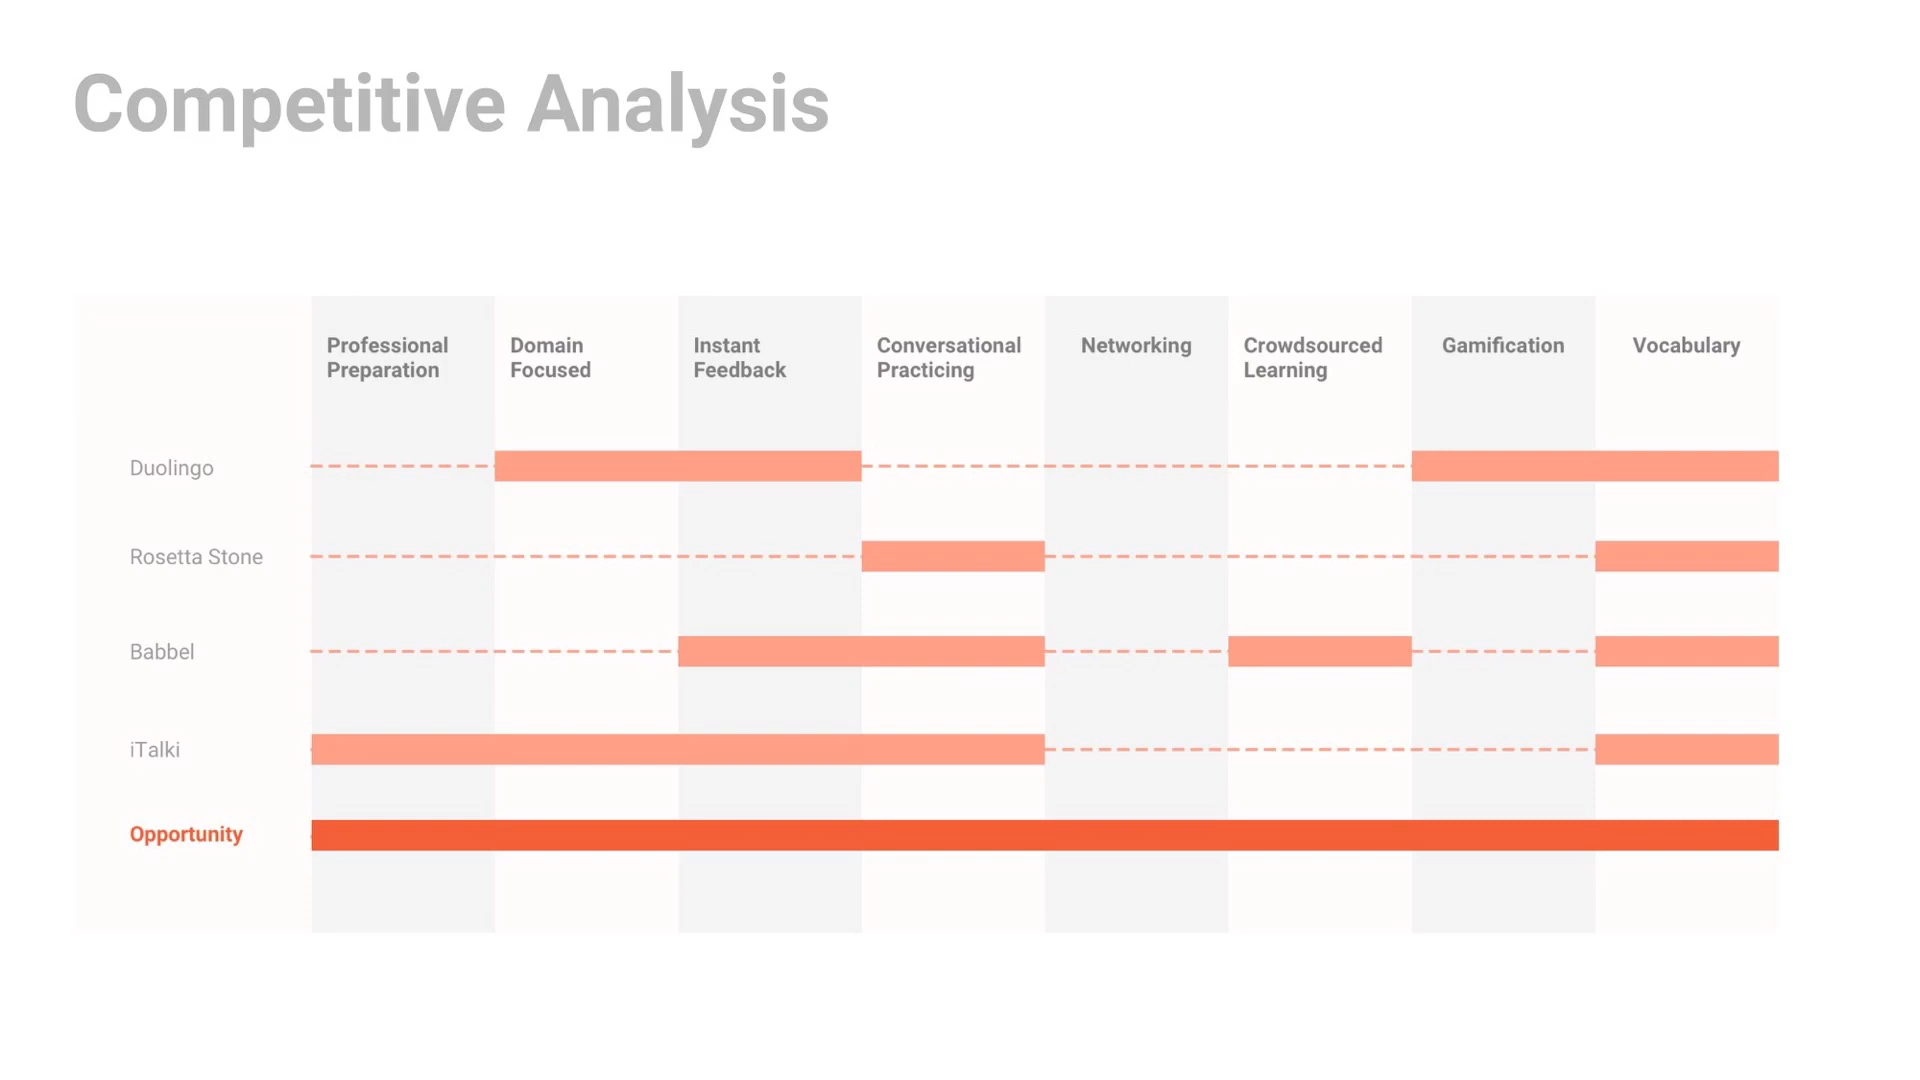 Competitive Analysis
Professional
Preparation
Domain
Focused
Instant
Feedback
Conversational
Practicing
Networking
Crowdsourced
Learning
Gamification
Vocabulary
Duolingo
Rosetta Stone
Babbel
iTalki
Opportunity